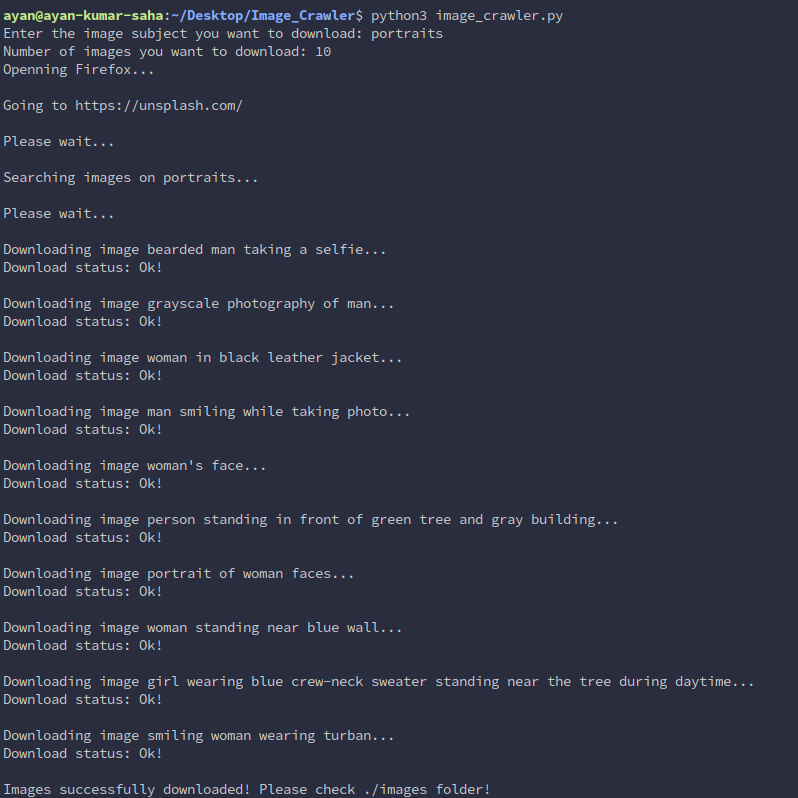 ayan@ayan-kumar-saha:~/Desktop/Image_Crawler$ python3 image_crawler.py
Enter the image subject you want to download: portraits
Number of images you want to download: 10
Openning Firefox...
Going to https://unsplash.com/
Please wait...
Searching images on portraits...
Please wait...
Downloading image bearded man taking a selfie...
Download status: Ok!
Downloading image grayscale photography of man...
Download status: Ok!
Downloading image woman in black leather jacket...
Download status: Ok!
Downloading image man smiling while taking photo...
Download status: Ok!
Downloading image woman's face...
Download status: Ok!
Downloading image person standing in front of green tree and gray building...
Download status: Ok!
Downloading image portrait of woman faces...
Download status: Ok!
Downloading image woman standing near blue wall...
Download status: Ok!
Downloading image girl wearing blue crew-neck sweater standing near the tree during daytime...
Download status: Ok!
Downloading image smiling woman wearing turban...
Download status: Ok!
Images successfully downloaded! Please check ./images folder!